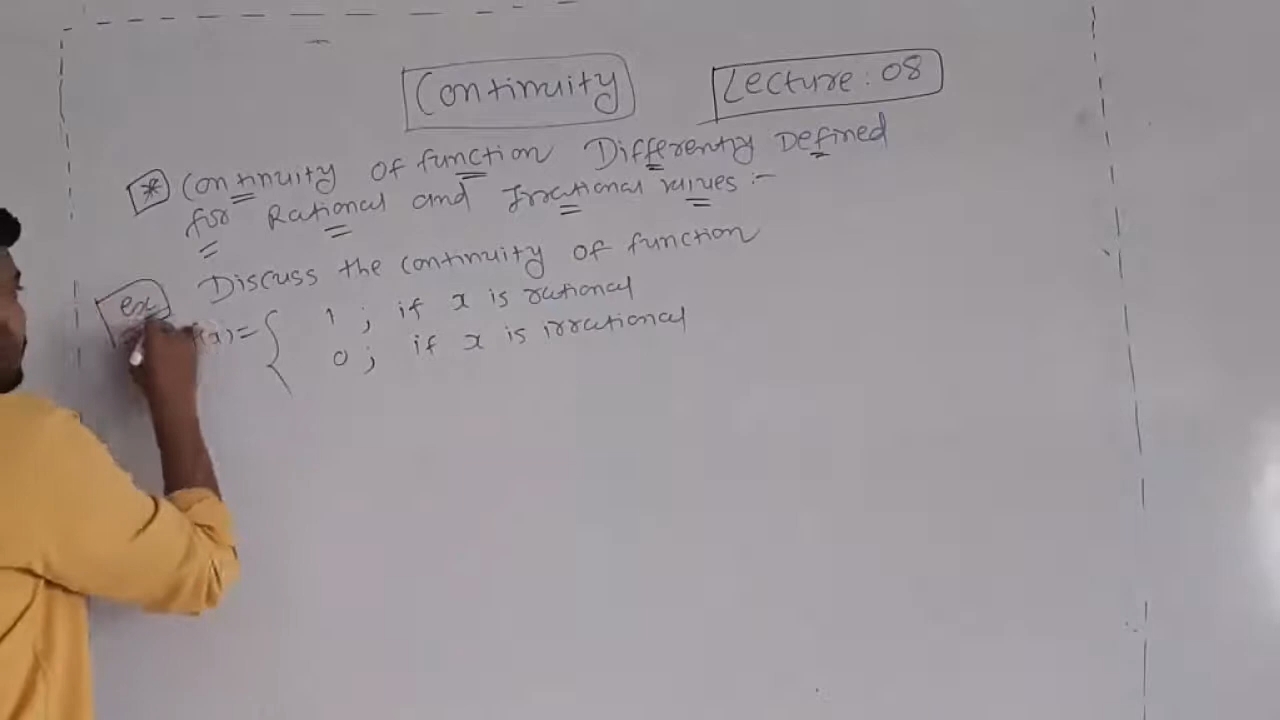 Continuity
Lecture: 08
* Continuity of function Differently Defined
for Rational and Irrational values :-
ex Discuss the continuity of function
f(x) = { 1 ; if x is rational
0 ; if x is irrational